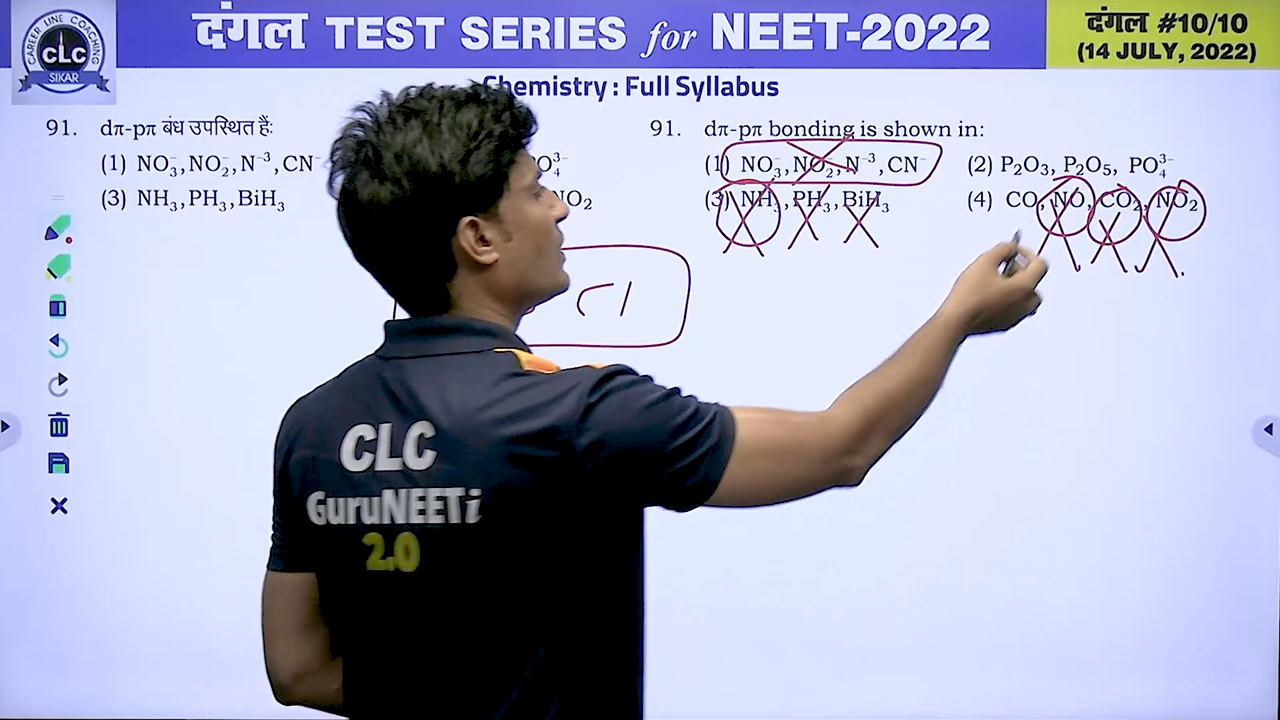 दंगल TEST SERIES for NEET-2022
दंगल #10/10
(14 JULY, 2022)
CAREER LINE COACHING
CLC
SIKAR
Chemistry : Full Syllabus
91. dπ-pπ बंध उपस्थित हैं:
(1) NO₃⁻, NO₂⁻, N⁻³, CN⁻
O₄³⁻
(3) NH₃, PH₃, BiH₃
NO₂
91. dπ-pπ bonding is shown in:
(1) NO₃⁻, NO₂⁻, N⁻³, CN⁻ (2) P₂O₃, P₂O₅, PO₄³⁻
(3) NH₃, PH₃, BiH₃ (4) CO, NO, CO₂, NO₂
CLC
GuruNEETi
2.0